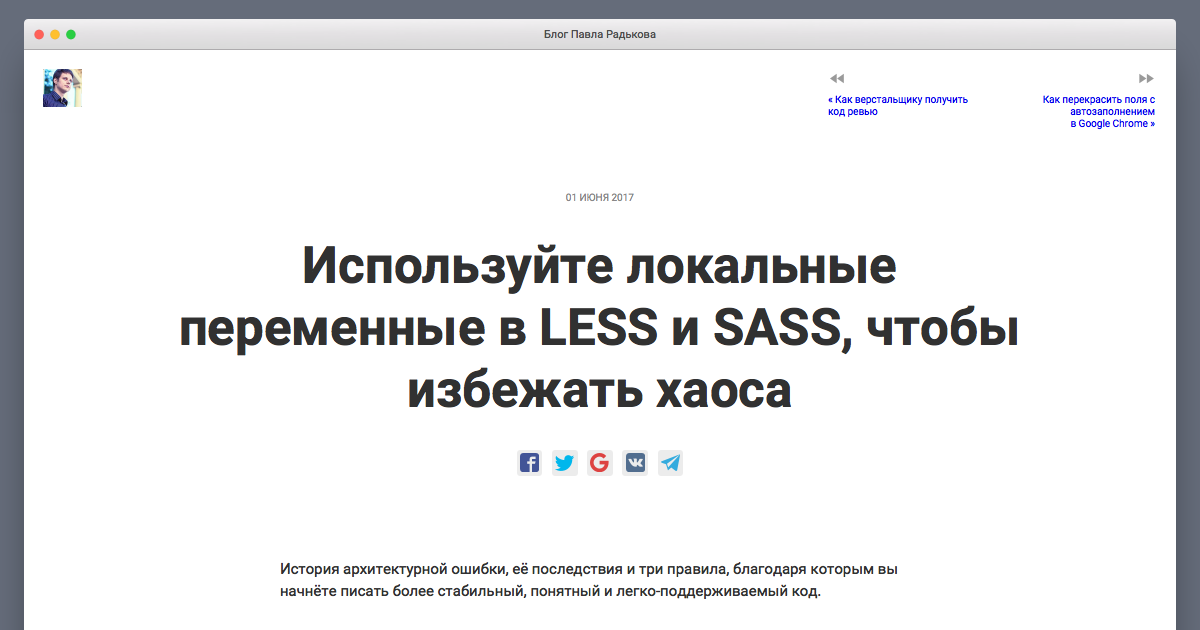 Блог Павла Радькова
« Как верстальщику получить
код ревью
Как перекрасить поля с
автозаполнением
в Google Chrome »
01 ИЮНЯ 2017
Используйте локальные
переменные в LESS и SASS, чтобы
избежать хаоса
История архитектурной ошибки, её последствия и три правила, благодаря которым вы
начнёте писать более стабильный, понятный и легко-поддерживаемый код.